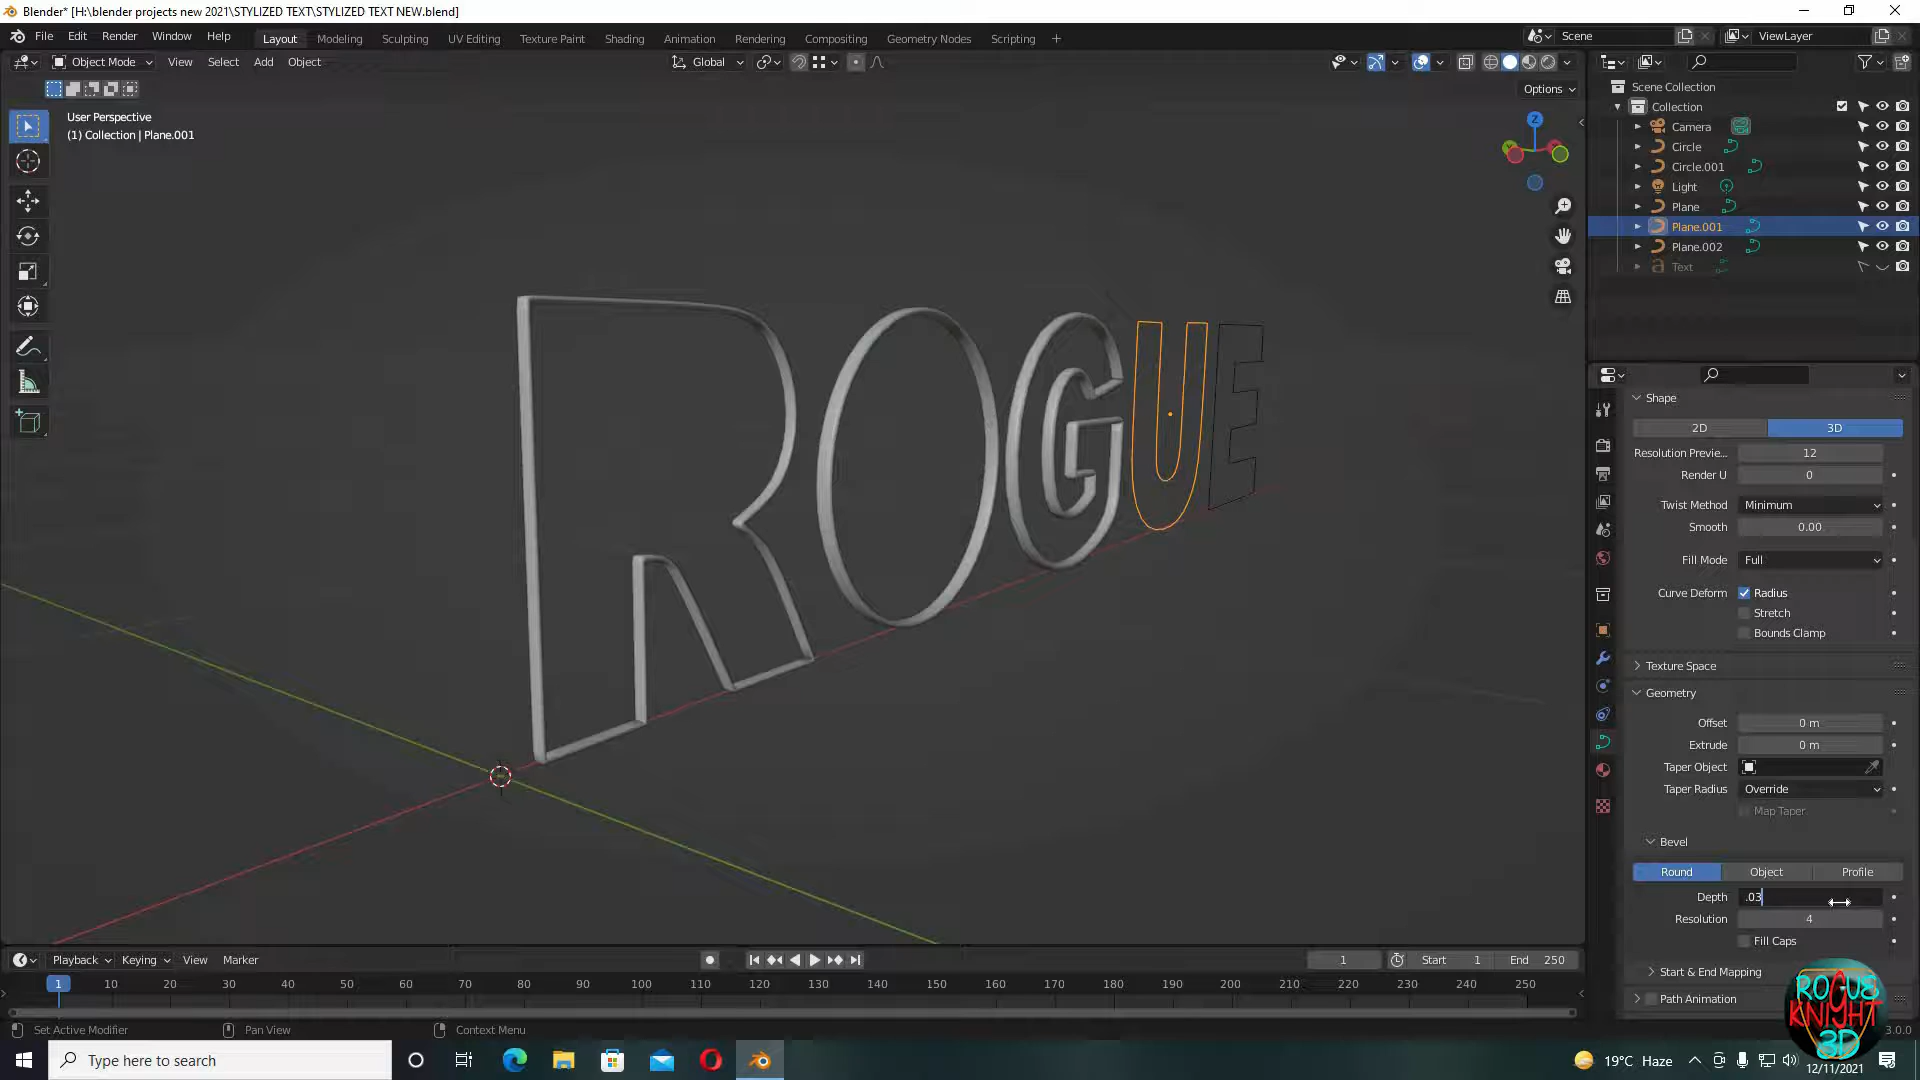 Blender* [H:\blender projects new 2021\STYLIZED TEXT\STYLIZED TEXT NEW.blend]
File Edit Render Window Help
Layout Modeling Sculpting UV Editing Texture Paint Shading Animation Rendering Compositing Geometry Nodes Scripting +
Scene
ViewLayer
Object Mode View Select Add Object
Global
Options
User Perspective
(1) Collection | Plane.001
Z
Scene Collection
Collection
Camera
Circle
Circle.001
Light
Plane
Plane.001
Plane.002
Text
ROGUE
Shape
2D 3D
Resolution Previe... 12
Render U 0
Twist Method Minimum
Smooth 0.00
Fill Mode Full
Curve Deform Radius
Stretch
Bounds Clamp
Texture Space
Geometry
Offset 0 m
Extrude 0 m
Taper Object
Taper Radius Override
Map Taper
Bevel
Round Object Profile
Depth .03
Resolution 4
Fill Caps
Start & End Mapping
Path Animation
Playback Keying View Marker
1 Start 1 End 250
1 10 20 30 40 50 60 70 80 90 100 110 120 130 140 150 160 170 180 190 200 210 220 230 240 250
Set Active Modifier Pan View Context Menu
3.0.0
ROGUE
KNIGHT
3D
Type here to search
19°C Haze
12/11/2021